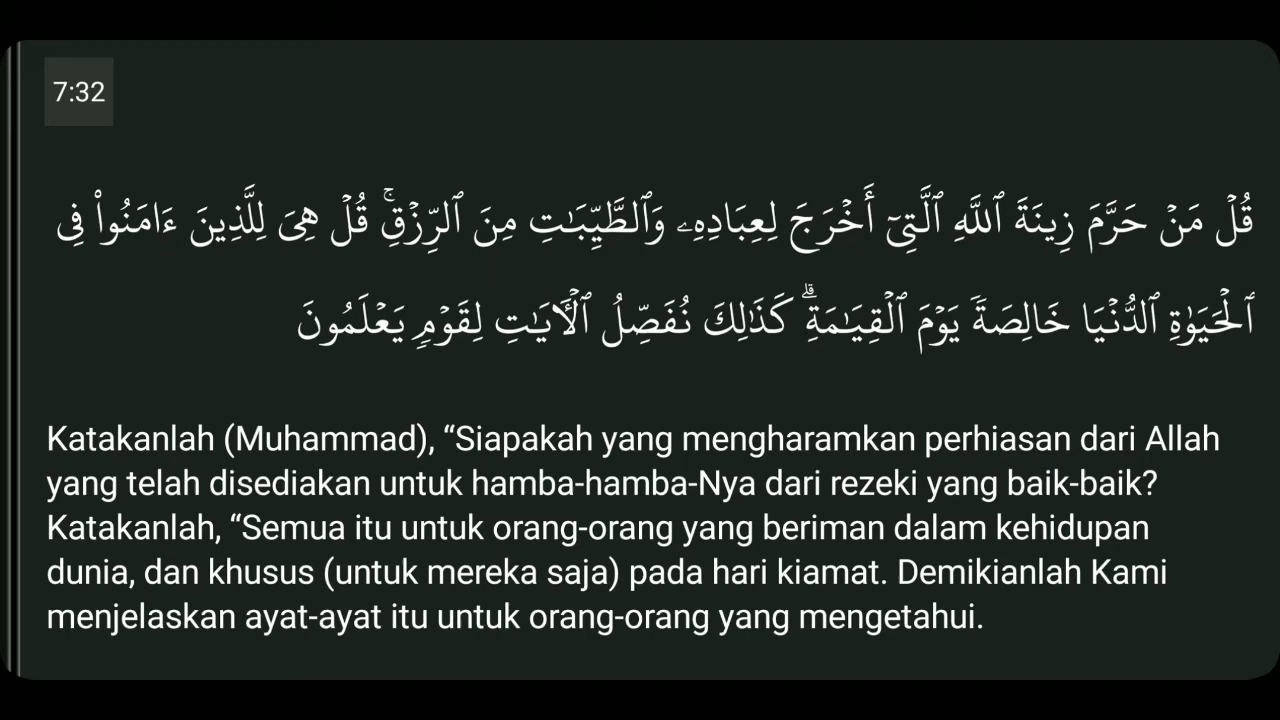 7:32
قُلْ مَنْ حَرَّمَ زِينَةَ ٱللَّهِ ٱلَّتِىٓ أَخْرَجَ لِعِبَادِهِۦ وَٱلطَّيِّبَـٰتِ مِنَ ٱلرِّزْقِ ۚ قُلْ هِىَ لِلَّذِينَ ءَامَنُوا۟ فِى
ٱلْحَيَوٰةِ ٱلدُّنْيَا خَالِصَةً يَوْمَ ٱلْقِيَـٰمَةِ ۗ كَذَٰلِكَ نُفَصِّلُ ٱلْـَٔايَـٰتِ لِقَوْمٍ يَعْلَمُونَ
Katakanlah (Muhammad), “Siapakah yang mengharamkan perhiasan dari Allah
yang telah disediakan untuk hamba-hamba-Nya dari rezeki yang baik-baik?
Katakanlah, “Semua itu untuk orang-orang yang beriman dalam kehidupan
dunia, dan khusus (untuk mereka saja) pada hari kiamat. Demikianlah Kami
menjelaskan ayat-ayat itu untuk orang-orang yang mengetahui.